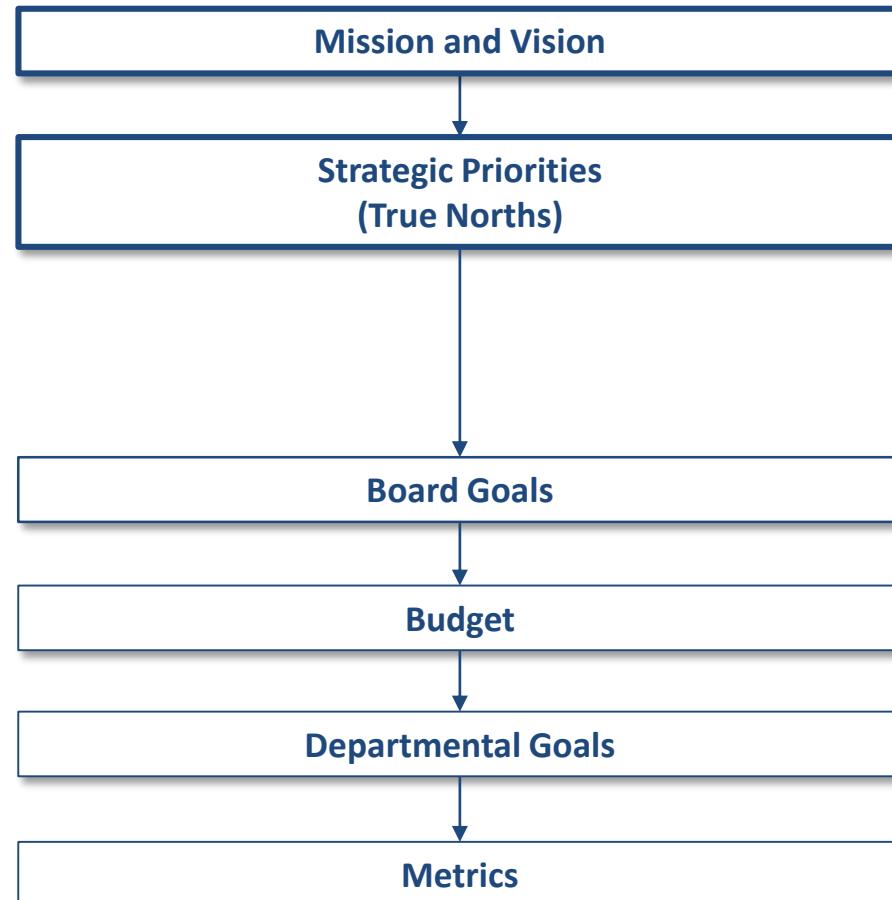 Mission and Vision
Strategic Priorities
(True Norths)
Board Goals
Budget
Departmental Goals
Metrics